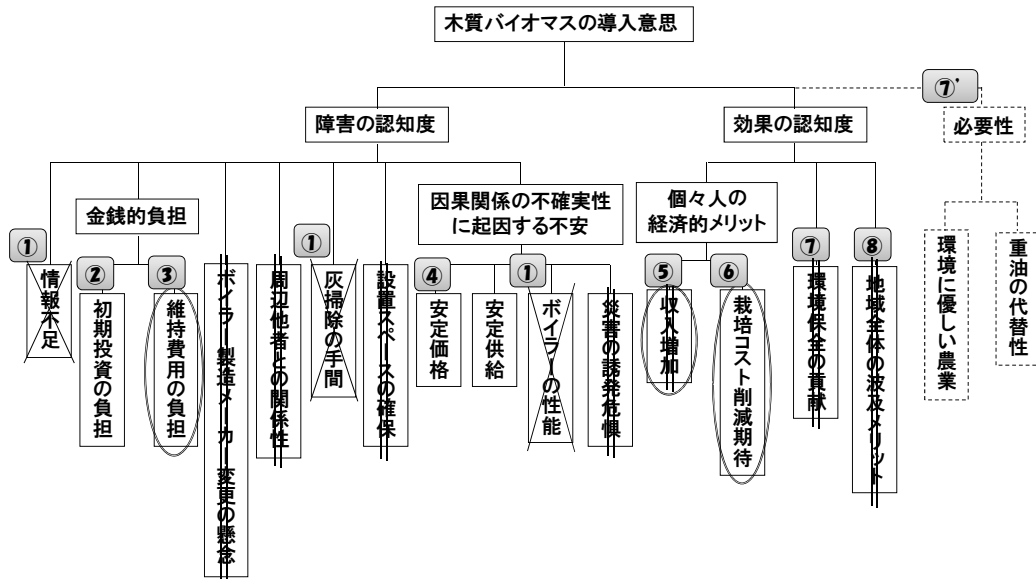 木質バイオマスの導入意思
⑦'
障害の認知度
効果の認知度
必要性
金銭的負担
因果関係の不確実性
に起因する不安
個々人の
経済的メリット
①
情報不足
②
初期投資の負担
③
維持費用の負担
ボイラー製造メーカー変更の懸念
周辺他者との関係性
①
灰掃除の手間
設置スペースの確保
④
安定価格
安定供給
①
ボイラーの性能
災害の誘発危惧
⑤
収入増加
⑥
栽培コスト削減期待
⑦
環境保全の貢献
⑧
地域全体の波及メリット
環境に優しい農業
重油の代替性